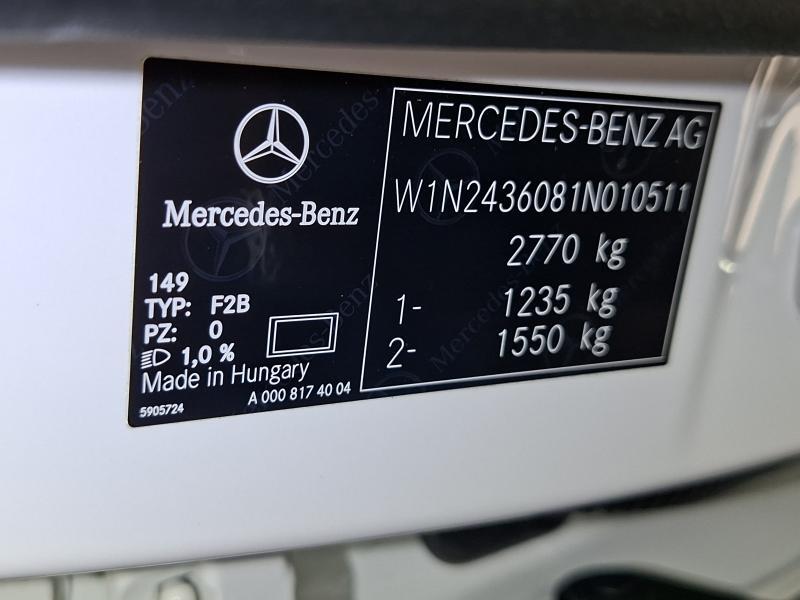 Mercedes-Benz
149
TYP: F2B
PZ: 0
1,0 %
Made in Hungary
5905724
A 000 817 40 04
MERCEDES-BENZ AG
W1N2436081N010511
2770 kg
1- 1235 kg
2- 1550 kg